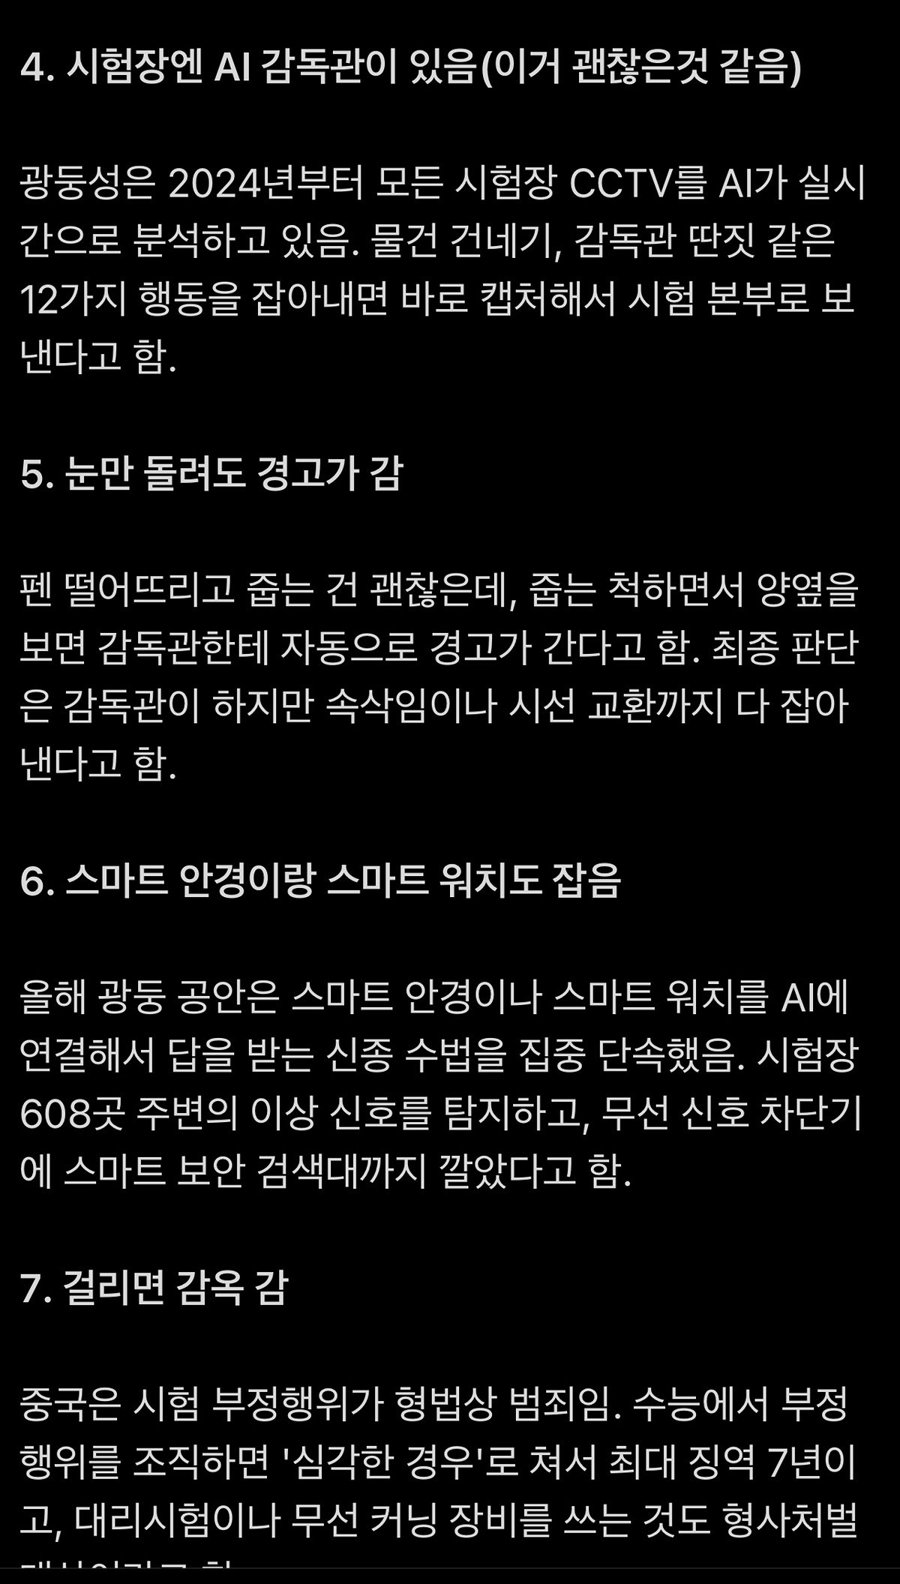 4. 시험장엔 AI 감독관이 있음(이거 괜찮은것 같음)
광둥성은 2024년부터 모든 시험장 CCTV를 AI가 실시
간으로 분석하고 있음. 물건 건네기, 감독관 딴짓 같은
12가지 행동을 잡아내면 바로 캡처해서 시험 본부로 보
낸다고 함.
5. 눈만 돌려도 경고가 감
펜 떨어뜨리고 줍는 건 괜찮은데, 줍는 척하면서 양옆을
보면 감독관한테 자동으로 경고가 간다고 함. 최종 판단
은 감독관이 하지만 속삭임이나 시선 교환까지 다 잡아
낸다고 함.
6. 스마트 안경이랑 스마트 워치도 잡음
올해 광둥 공안은 스마트 안경이나 스마트 워치를 AI에
연결해서 답을 받는 신종 수법을 집중 단속했음. 시험장
608곳 주변의 이상 신호를 탐지하고, 무선 신호 차단기
에 스마트 보안 검색대까지 깔았다고 함.
7. 걸리면 감옥 감
중국은 시험 부정행위가 형법상 범죄임. 수능에서 부정
행위를 조직하면 '심각한 경우'로 쳐서 최대 징역 7년이
고, 대리시험이나 무선 커닝 장비를 쓰는 것도 형사처벌